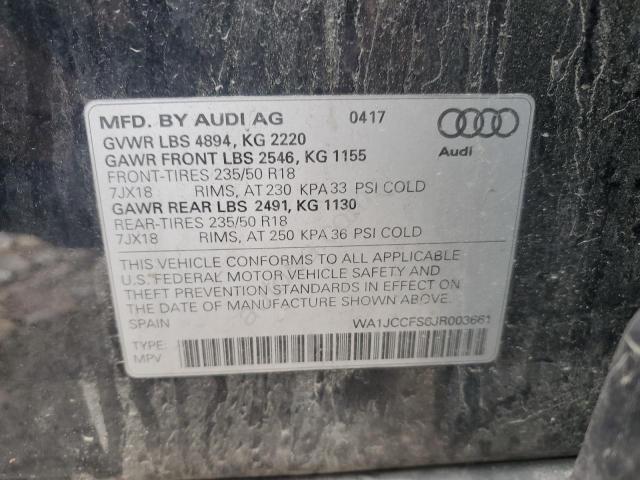 MFD. BY AUDI AG 0417
GVWR LBS 4894, KG 2220
GAWR FRONT LBS 2546, KG 1155
Audi
FRONT-TIRES 235/50 R18
7JX18 RIMS, AT 230 KPA 33 PSI COLD
GAWR REAR LBS 2491, KG 1130
REAR-TIRES 235/50 R18
7JX18 RIMS, AT 250 KPA 36 PSI COLD
THIS VEHICLE CONFORMS TO ALL APPLICABLE
U.S. FEDERAL MOTOR VEHICLE SAFETY AND
THEFT PREVENTION STANDARDS IN EFFECT ON
THE DATE OF MANUFACTURE SHOWN ABOVE.
SPAIN WA1JCCFS6JR003661
TYPE:
MPV